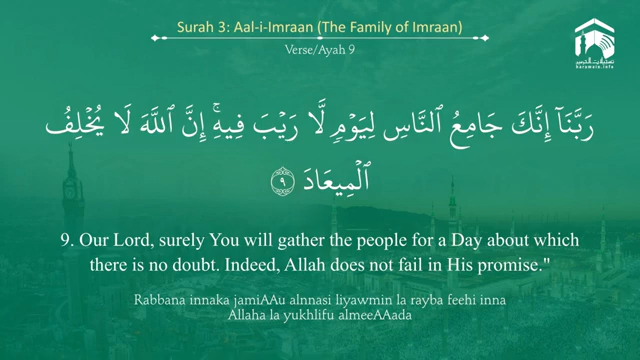 Surah 3: Aal-i-Imraan (The Family of Imraan)
Verse/Ayah 9
haramain.info
رَبَّنَآ إِنَّكَ جَامِعُ ٱلنَّاسِ لِيَوْمٍۢ لَّا رَيْبَ فِيهِ ۚ إِنَّ ٱللَّهَ لَا يُخْلِفُ
ٱلْمِيعَادَ ٩
9. Our Lord, surely You will gather the people for a Day about which
there is no doubt. Indeed, Allah does not fail in His promise."
Rabbana innaka jamiAAu alnnasi liyawmin la rayba feehi inna
Allaha la yukhlifu almeeAAada